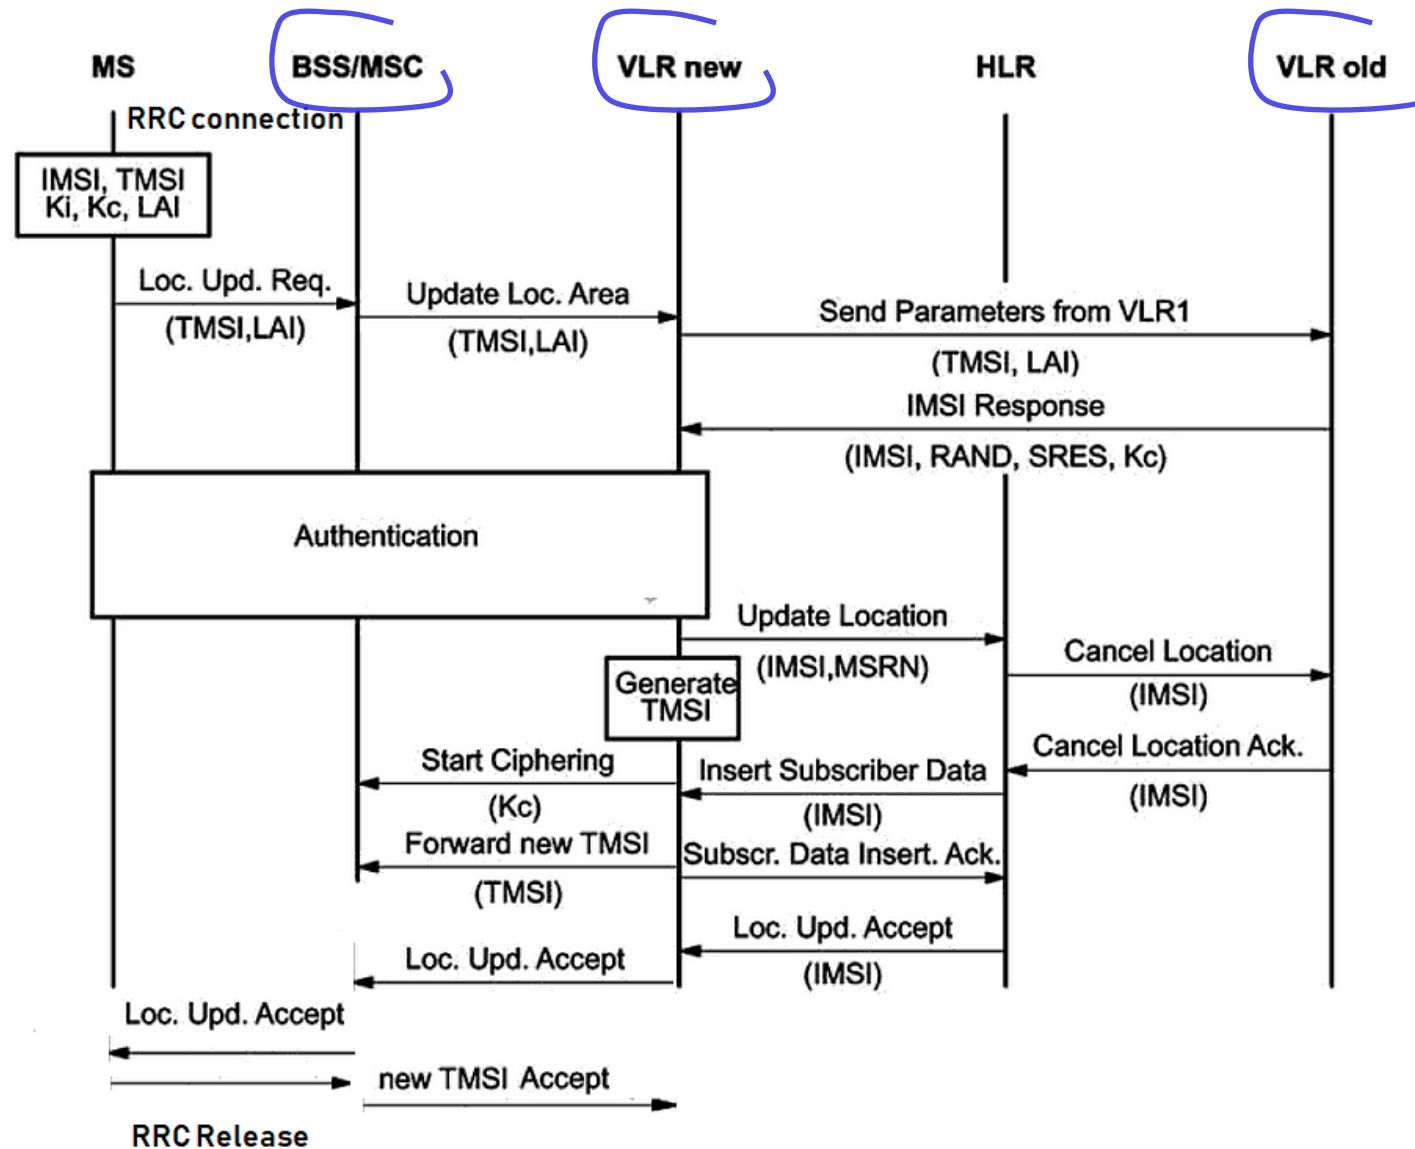 MS
BSS/MSC
VLR new
HLR
VLR old
RRC connection
IMSI, TMSI
Ki, Kc, LAI
Loc. Upd. Req.
(TMSI,LAI)
Update Loc. Area
(TMSI,LAI)
Send Parameters from VLR1
(TMSI, LAI)
IMSI Response
(IMSI, RAND, SRES, Kc)
Authentication
Update Location
(IMSI,MSRN)
Generate
TMSI
Cancel Location
(IMSI)
Cancel Location Ack.
(IMSI)
Start Ciphering
(Kc)
Insert Subscriber Data
(IMSI)
Forward new TMSI
(TMSI)
Subscr. Data Insert. Ack.
Loc. Upd. Accept
(IMSI)
Loc. Upd. Accept
Loc. Upd. Accept
new TMSI Accept
RRC Release